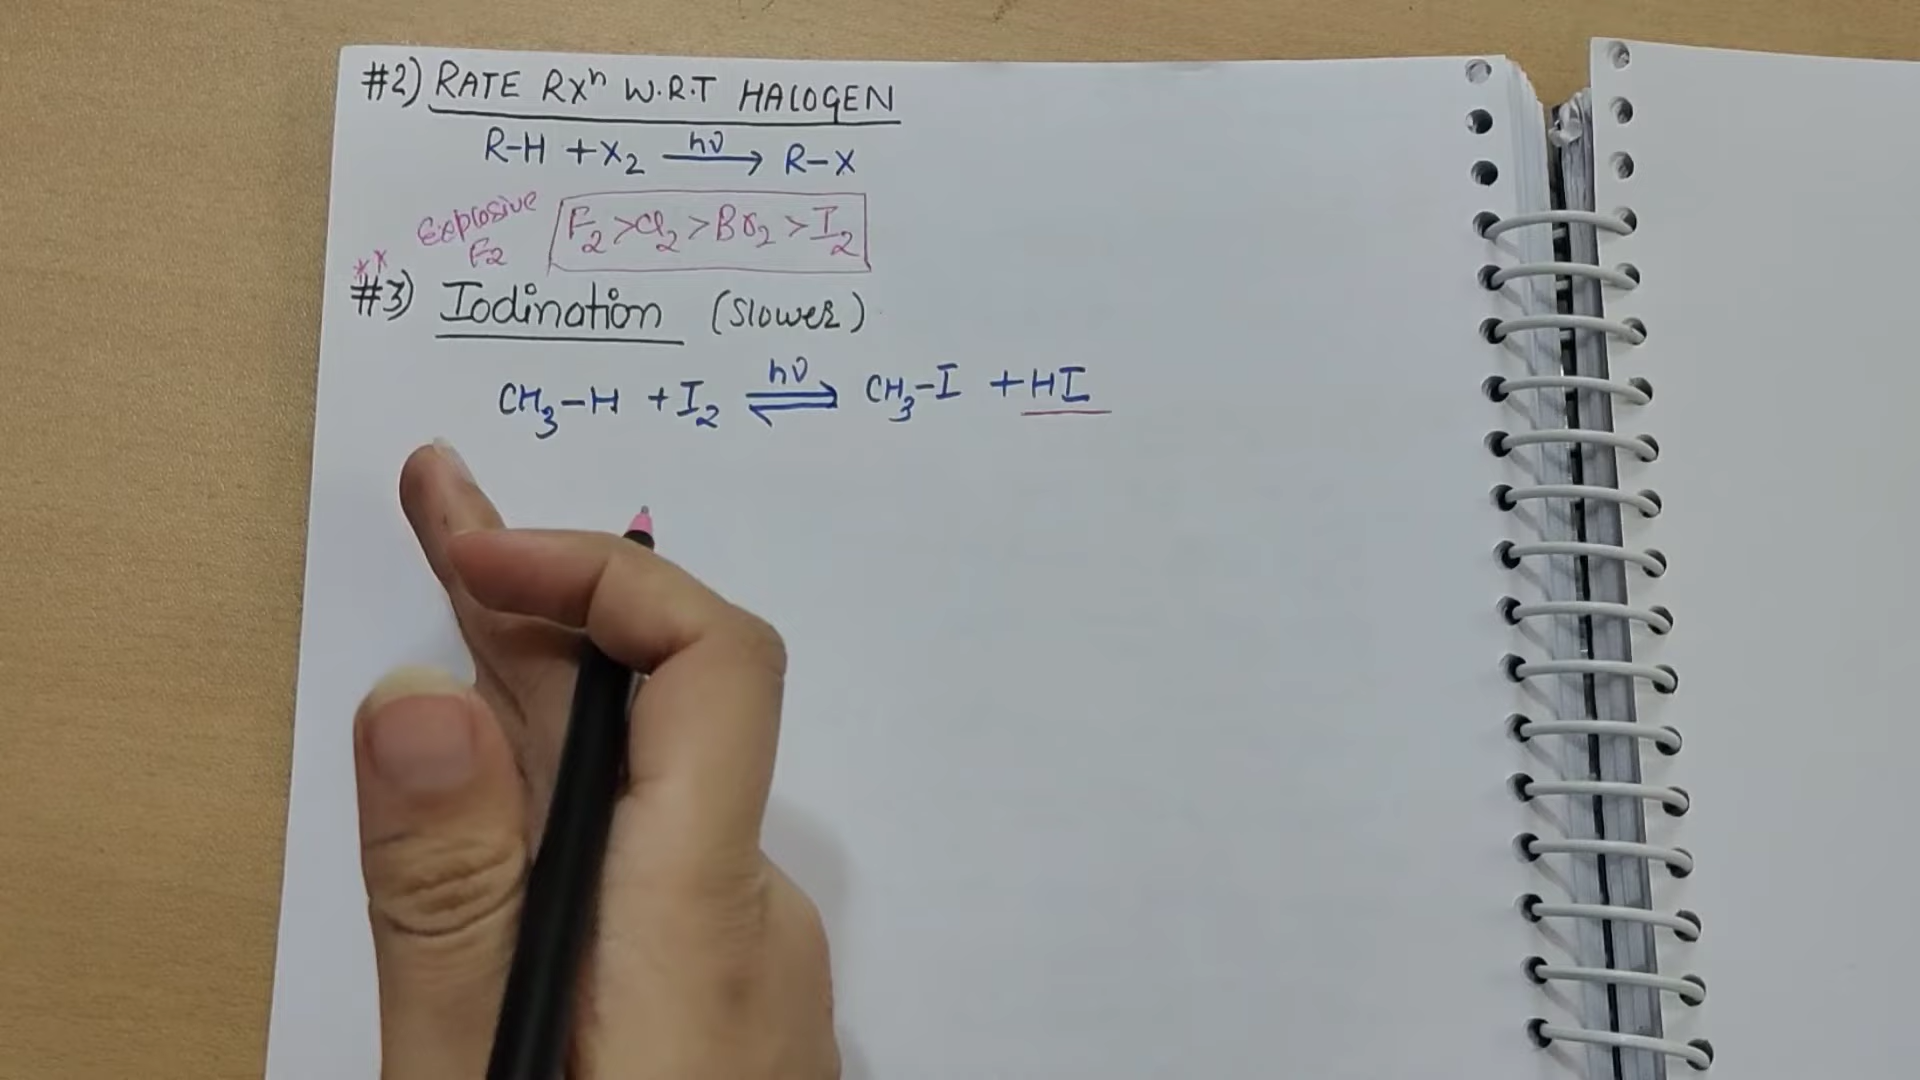 #2) RATE RXⁿ W.R.T HALOGEN
R-H + X₂ —hν→ R-X
Explosive F₂
F₂ > Cl₂ > Br₂ > I₂
**
#3) Iodination (Slower)
CH₃-H + I₂ ⇌ hν CH₃-I + HI